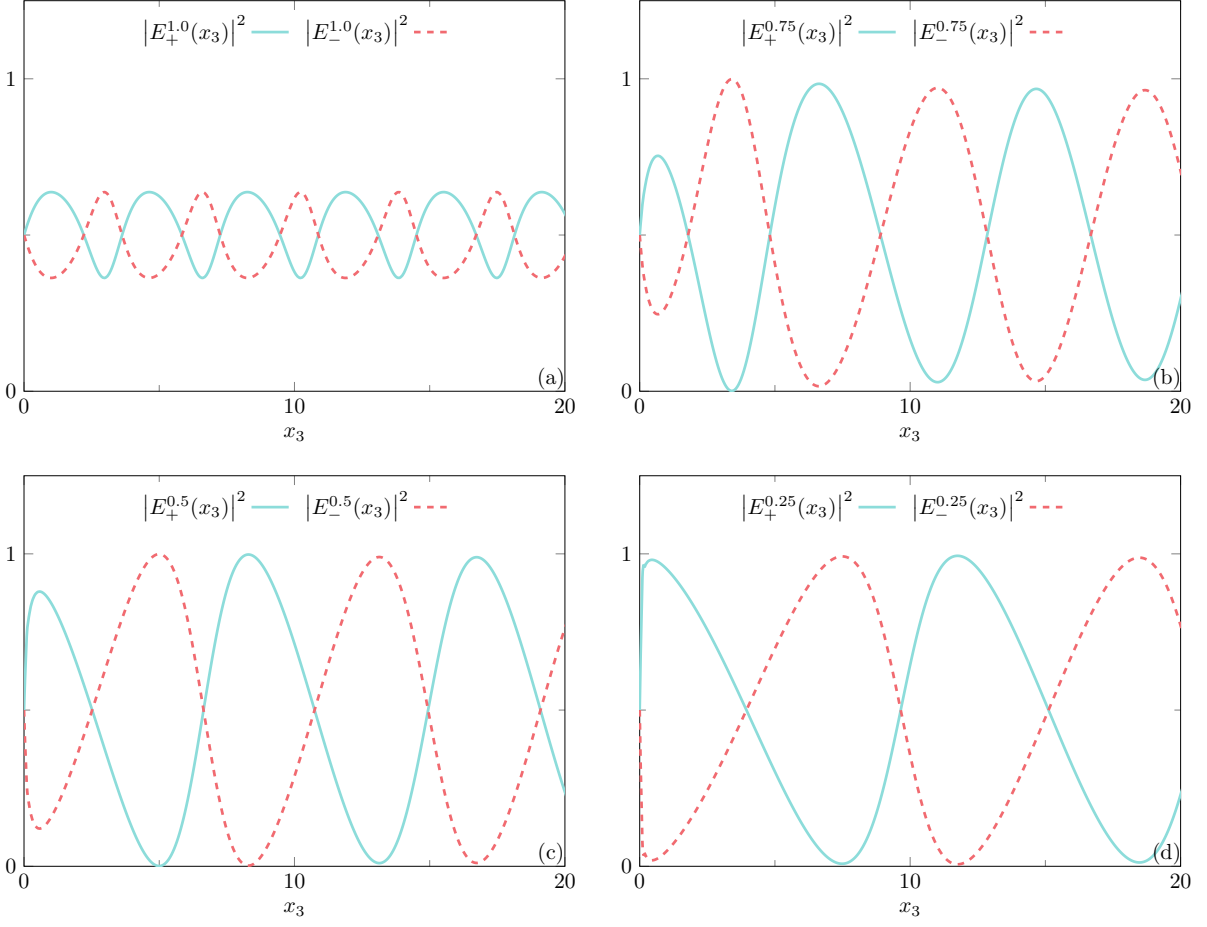 |E₊^{1.0}(x₃)|² |E₋^{1.0}(x₃)|²
1
0
(a)
0 10 20
x₃
|E₊^{0.75}(x₃)|² |E₋^{0.75}(x₃)|²
1
0
(b)
0 10 20
x₃
|E₊^{0.5}(x₃)|² |E₋^{0.5}(x₃)|²
1
0
(c)
0 10 20
x₃
|E₊^{0.25}(x₃)|² |E₋^{0.25}(x₃)|²
1
0
(d)
0 10 20
x₃